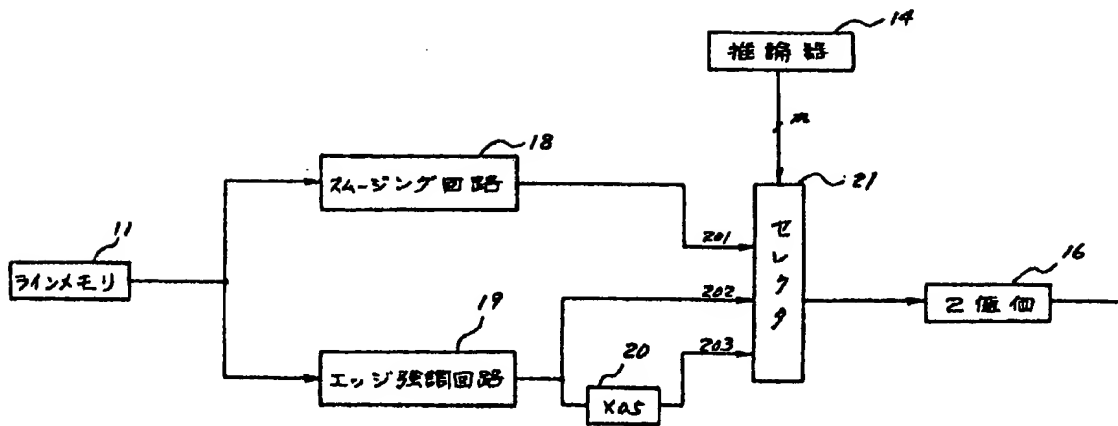 14
推論器
n
18
スムージング回路
21
セレクタ
201
11
ラインメモリ
16
2値価
202
19
エッジ強調回路
20
203
×0.5